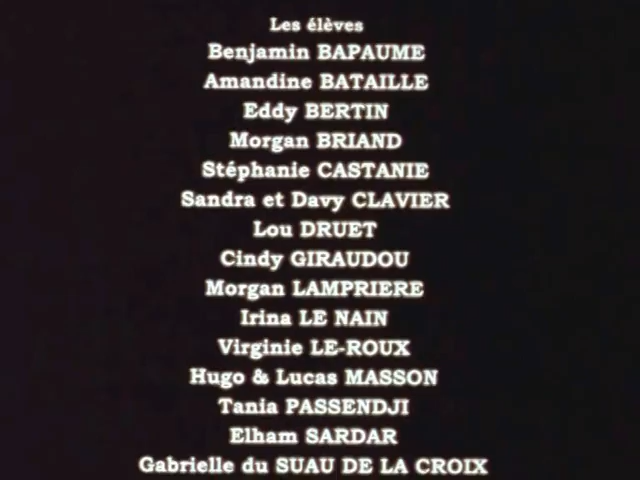 Les élèves
Benjamin BAPAUME
Amandine BATAILLE
Eddy BERTIN
Morgan BRIAND
Stéphanie CASTANIE
Sandra et Davy CLAVIER
Lou DRUET
Cindy GIRAUDOU
Morgan LAMPRIERE
Irina LE NAIN
Virginie LE-ROUX
Hugo & Lucas MASSON
Tania PASSENDJI
Elham SARDAR
Gabrielle du SUAU DE LA CROIX